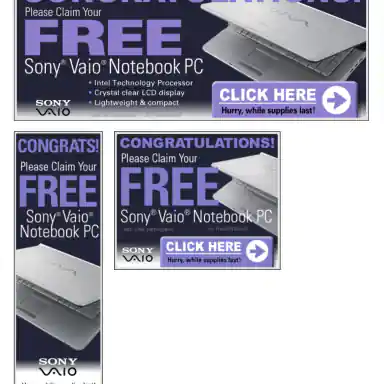 CONGRATULATIONS!
Please Claim Your
FREE
Sony® Vaio® Notebook PC
• Intel Technology Processor
• Crystal clear LCD display
• Lightweight & compact
SONY
VAIO
CLICK HERE
Hurry, while supplies last!
CONGRATS!
Please Claim Your
FREE
Sony® Vaio®
Notebook PC
SONY
VAIO
CONGRATULATIONS!
Please Claim Your
FREE
Sony® Vaio® Notebook PC
SONY
VAIO
CLICK HERE
Hurry, while supplies last!